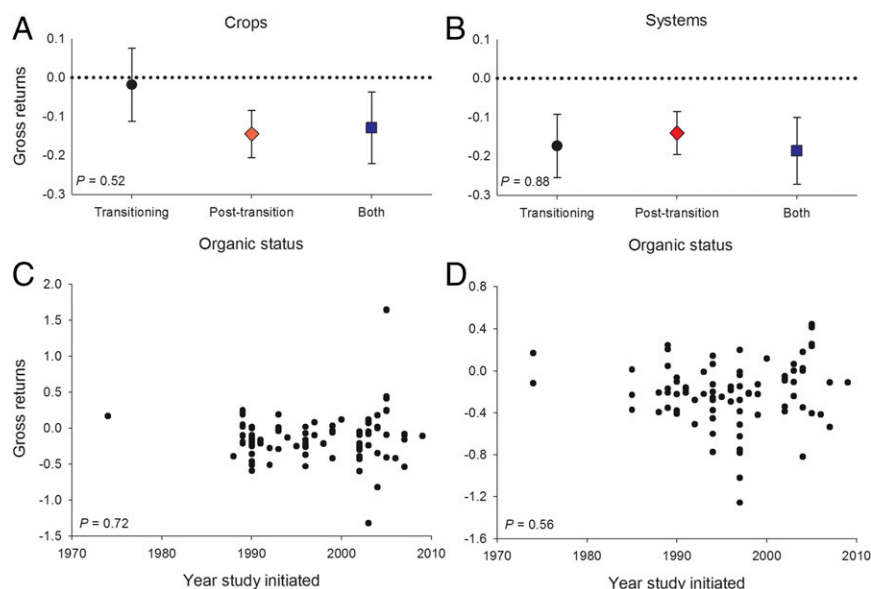 A
Crops
0.1
0.0
-0.1
-0.2
-0.3
Gross returns
P = 0.52
Transitioning Post-transition Both
Organic status
B
Systems
0.1
0.0
-0.1
-0.2
-0.3
P = 0.88
Transitioning Post-transition Both
Organic status
C
2.0
1.5
1.0
0.5
0.0
-0.5
-1.0
-1.5
Gross returns
P = 0.72
1970 1980 1990 2000 2010
Year study initiated
D
0.8
0.4
0.0
-0.4
-0.8
-1.2
-1.6
P = 0.56
1970 1980 1990 2000 2010
Year study initiated